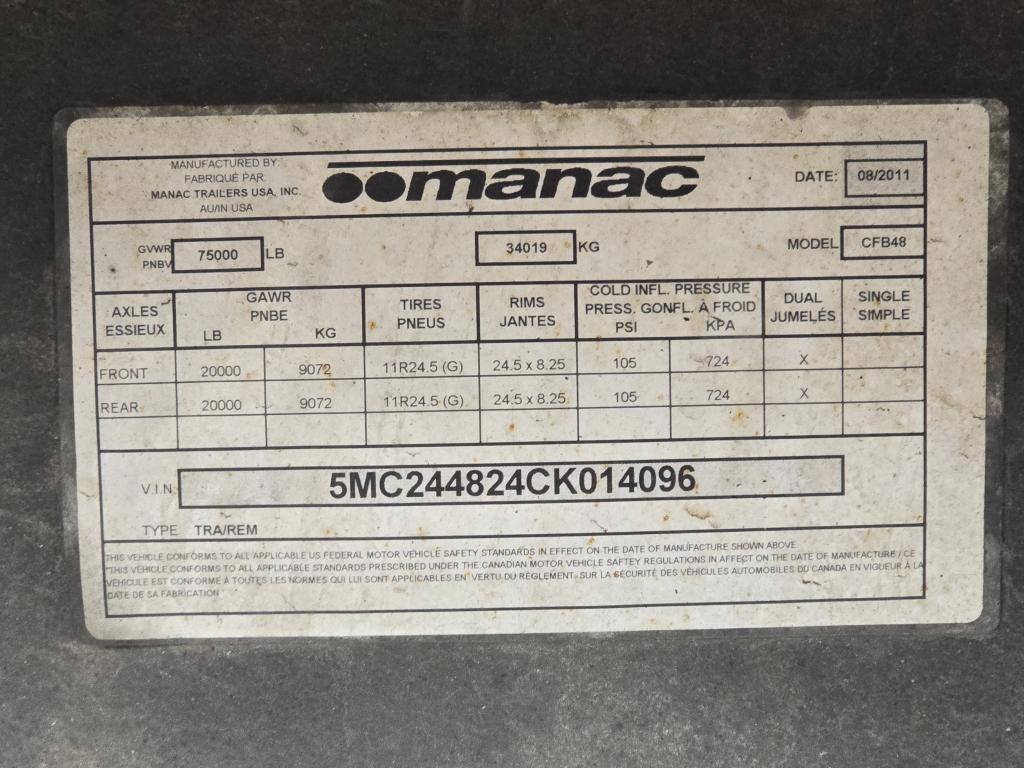 MANUFACTURED BY:
FABRIQUÉ PAR
MANAC TRAILERS USA, INC.
AU/IN USA
manac
DATE: 08/2011
GVWR
PNBV
75000 LB
34019 KG
MODEL CFB48
AXLES
ESSIEUX
GAWR
PNBE
LB KG
TIRES
PNEUS
RIMS
JANTES
COLD INFL. PRESSURE
PRESS. GONFL. À FROID
PSI KPA
DUAL
JUMELÉS
SINGLE
SIMPLE
FRONT 20000 9072 11R24.5 (G) 24.5 x 8.25 105 724 X
REAR 20000 9072 11R24.5 (G) 24.5 x 8.25 105 724 X
V.I.N. 5MC244824CK014096
TYPE TRA/REM
THIS VEHICLE CONFORMS TO ALL APPLICABLE US FEDERAL MOTOR VEHICLE SAFETY STANDARDS IN EFFECT ON THE DATE OF MANUFACTURE SHOWN ABOVE
"THIS VEHICLE CONFORMS TO ALL APPLICABLE STANDARDS PRESCRIBED UNDER THE CANADIAN MOTOR VEHICLE SAFTEY REGULATIONS IN AFFECT ON THE DATE OF MANUFACTURE / CE
VÉHICULE EST CONFORME À TOUTES LES NORMES QUI LUI SONT APPLICABLES EN VERTU DU RÈGLEMENT SUR LA SÉCURITÉ DES VÉHICULES AUTOMOBILES DU CANADA EN VIGUEUR À LA
DATE DE SA FABRICATION